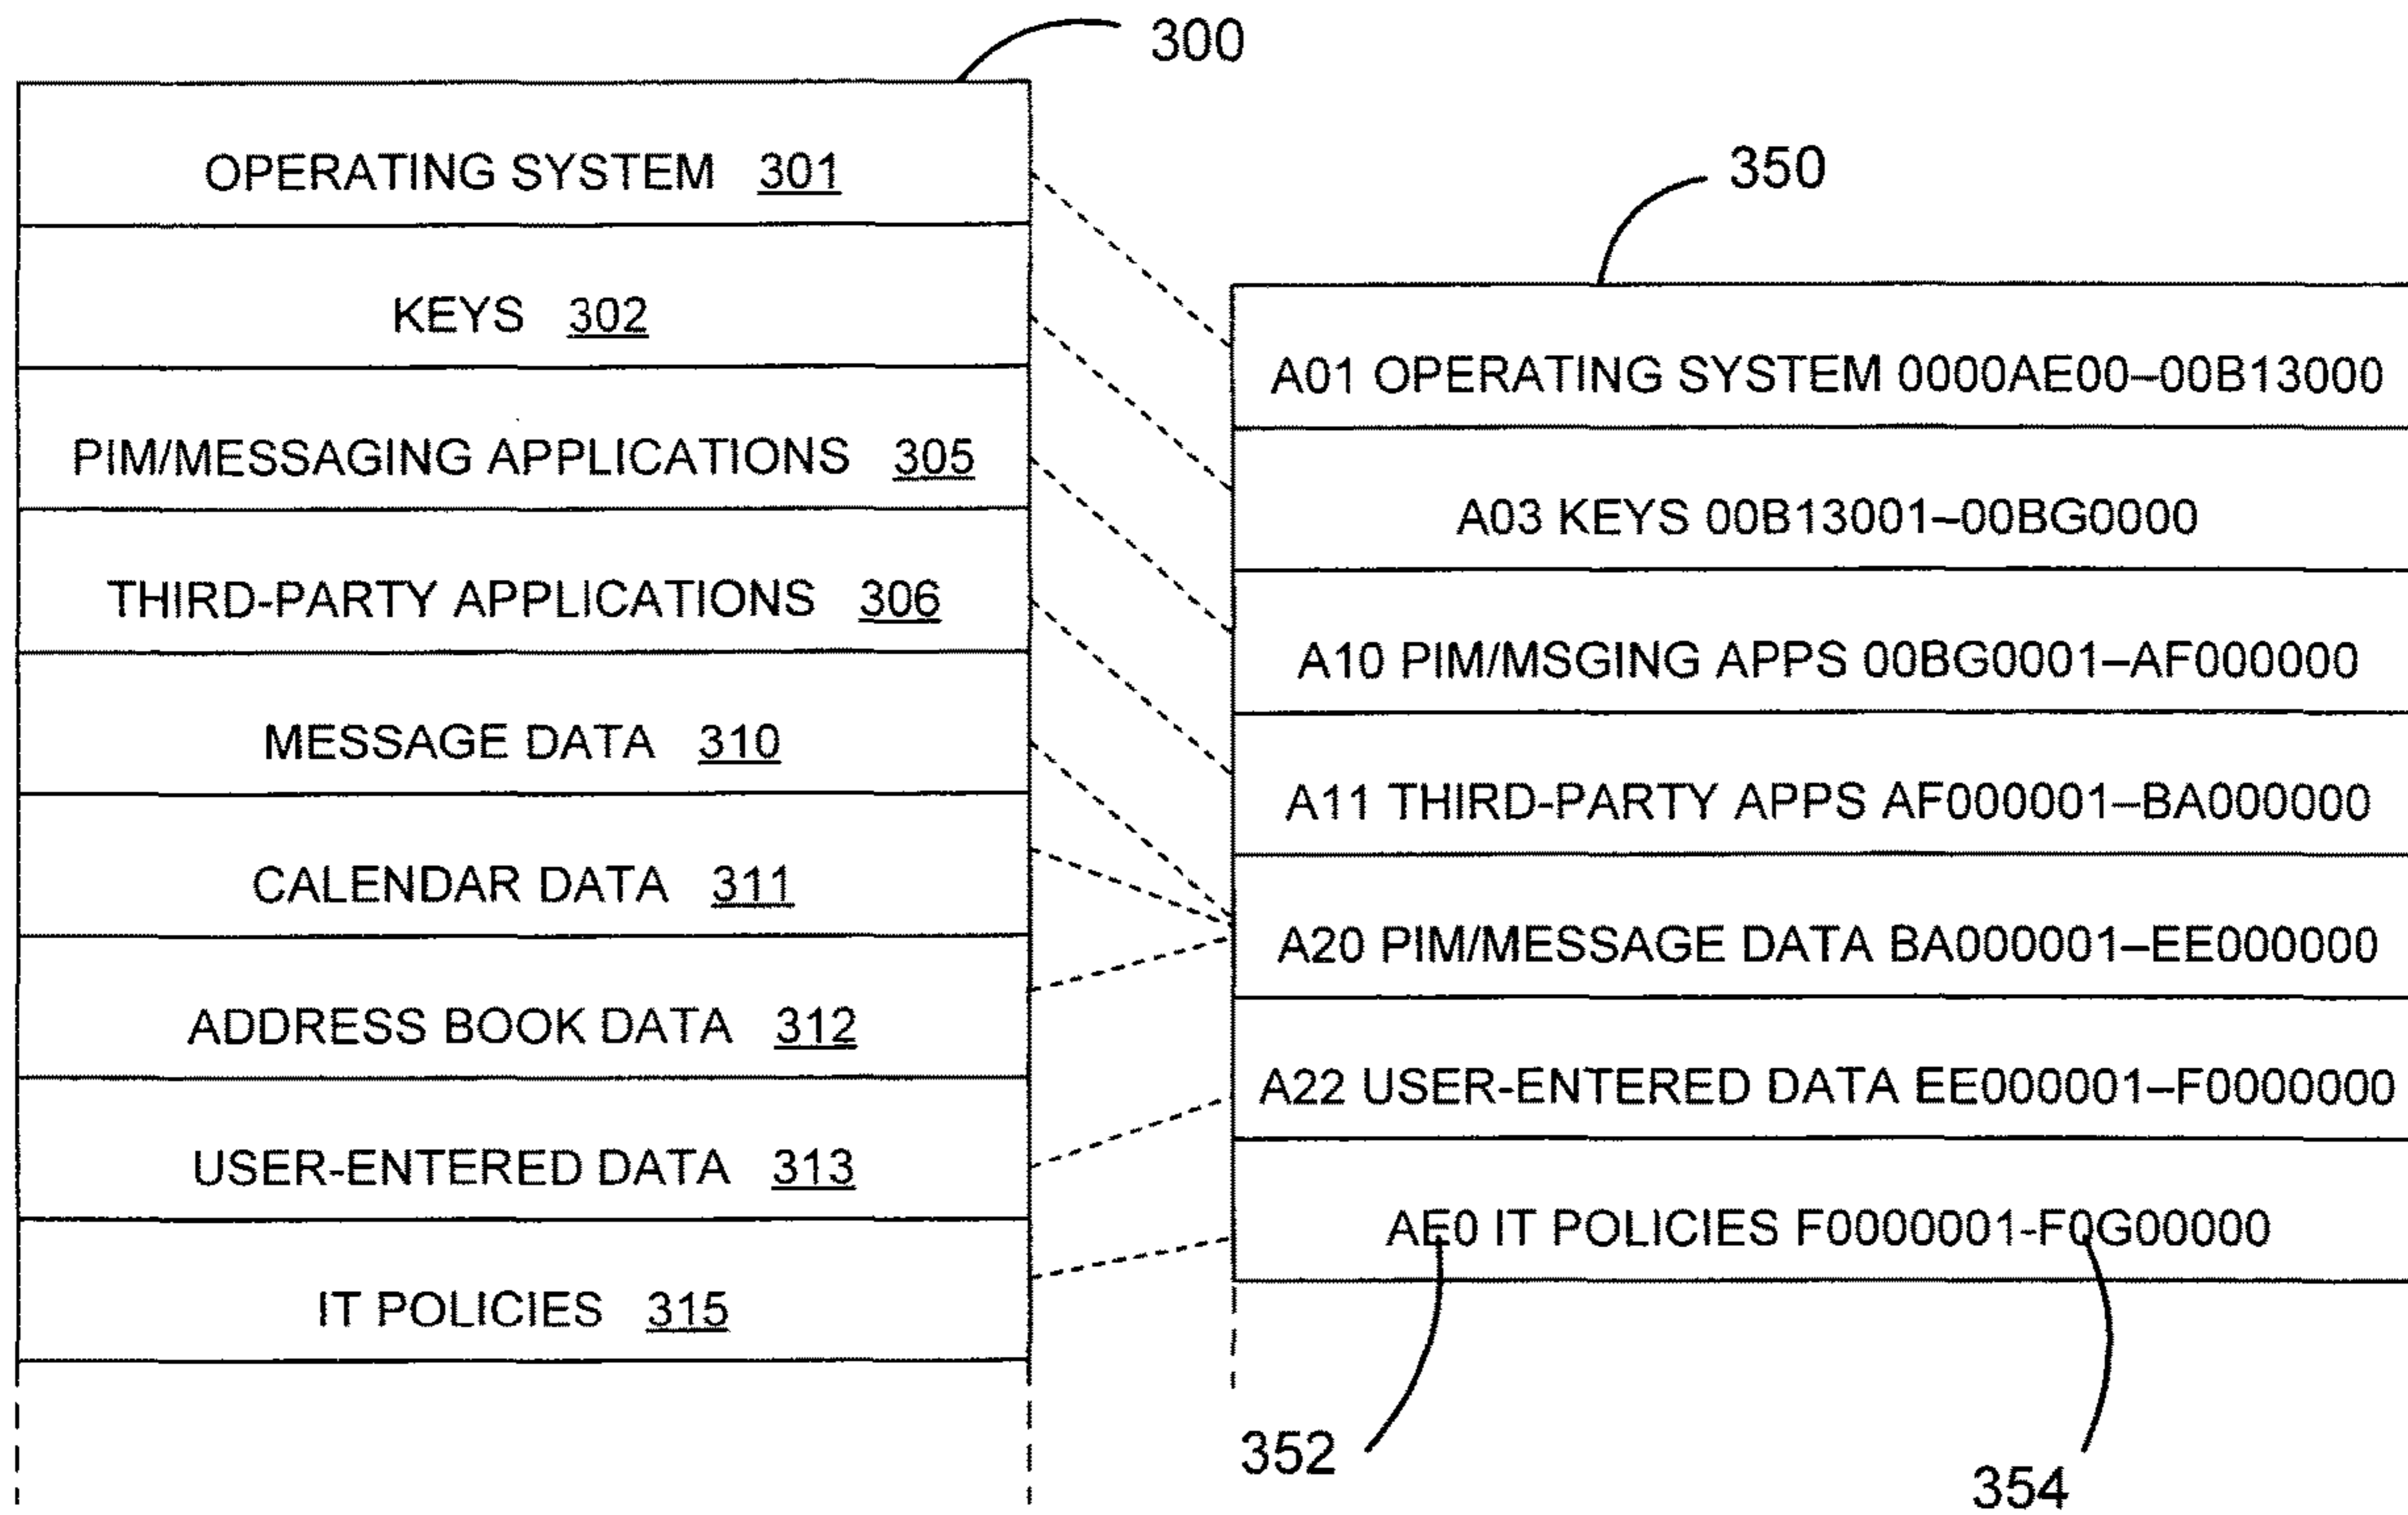 300
OPERATING SYSTEM 301
KEYS 302
PIM/MESSAGING APPLICATIONS 305
THIRD-PARTY APPLICATIONS 306
MESSAGE DATA 310
CALENDAR DATA 311
ADDRESS BOOK DATA 312
USER-ENTERED DATA 313
IT POLICIES 315
350
A01 OPERATING SYSTEM 0000AE00–00B13000
A03 KEYS 00B13001–00BG0000
A10 PIM/MSGING APPS 00BG0001–AF000000
A11 THIRD-PARTY APPS AF000001–BA000000
A20 PIM/MESSAGE DATA BA000001–EE000000
A22 USER-ENTERED DATA EE000001–F0000000
AE0 IT POLICIES F0000001-F0G00000
352
354